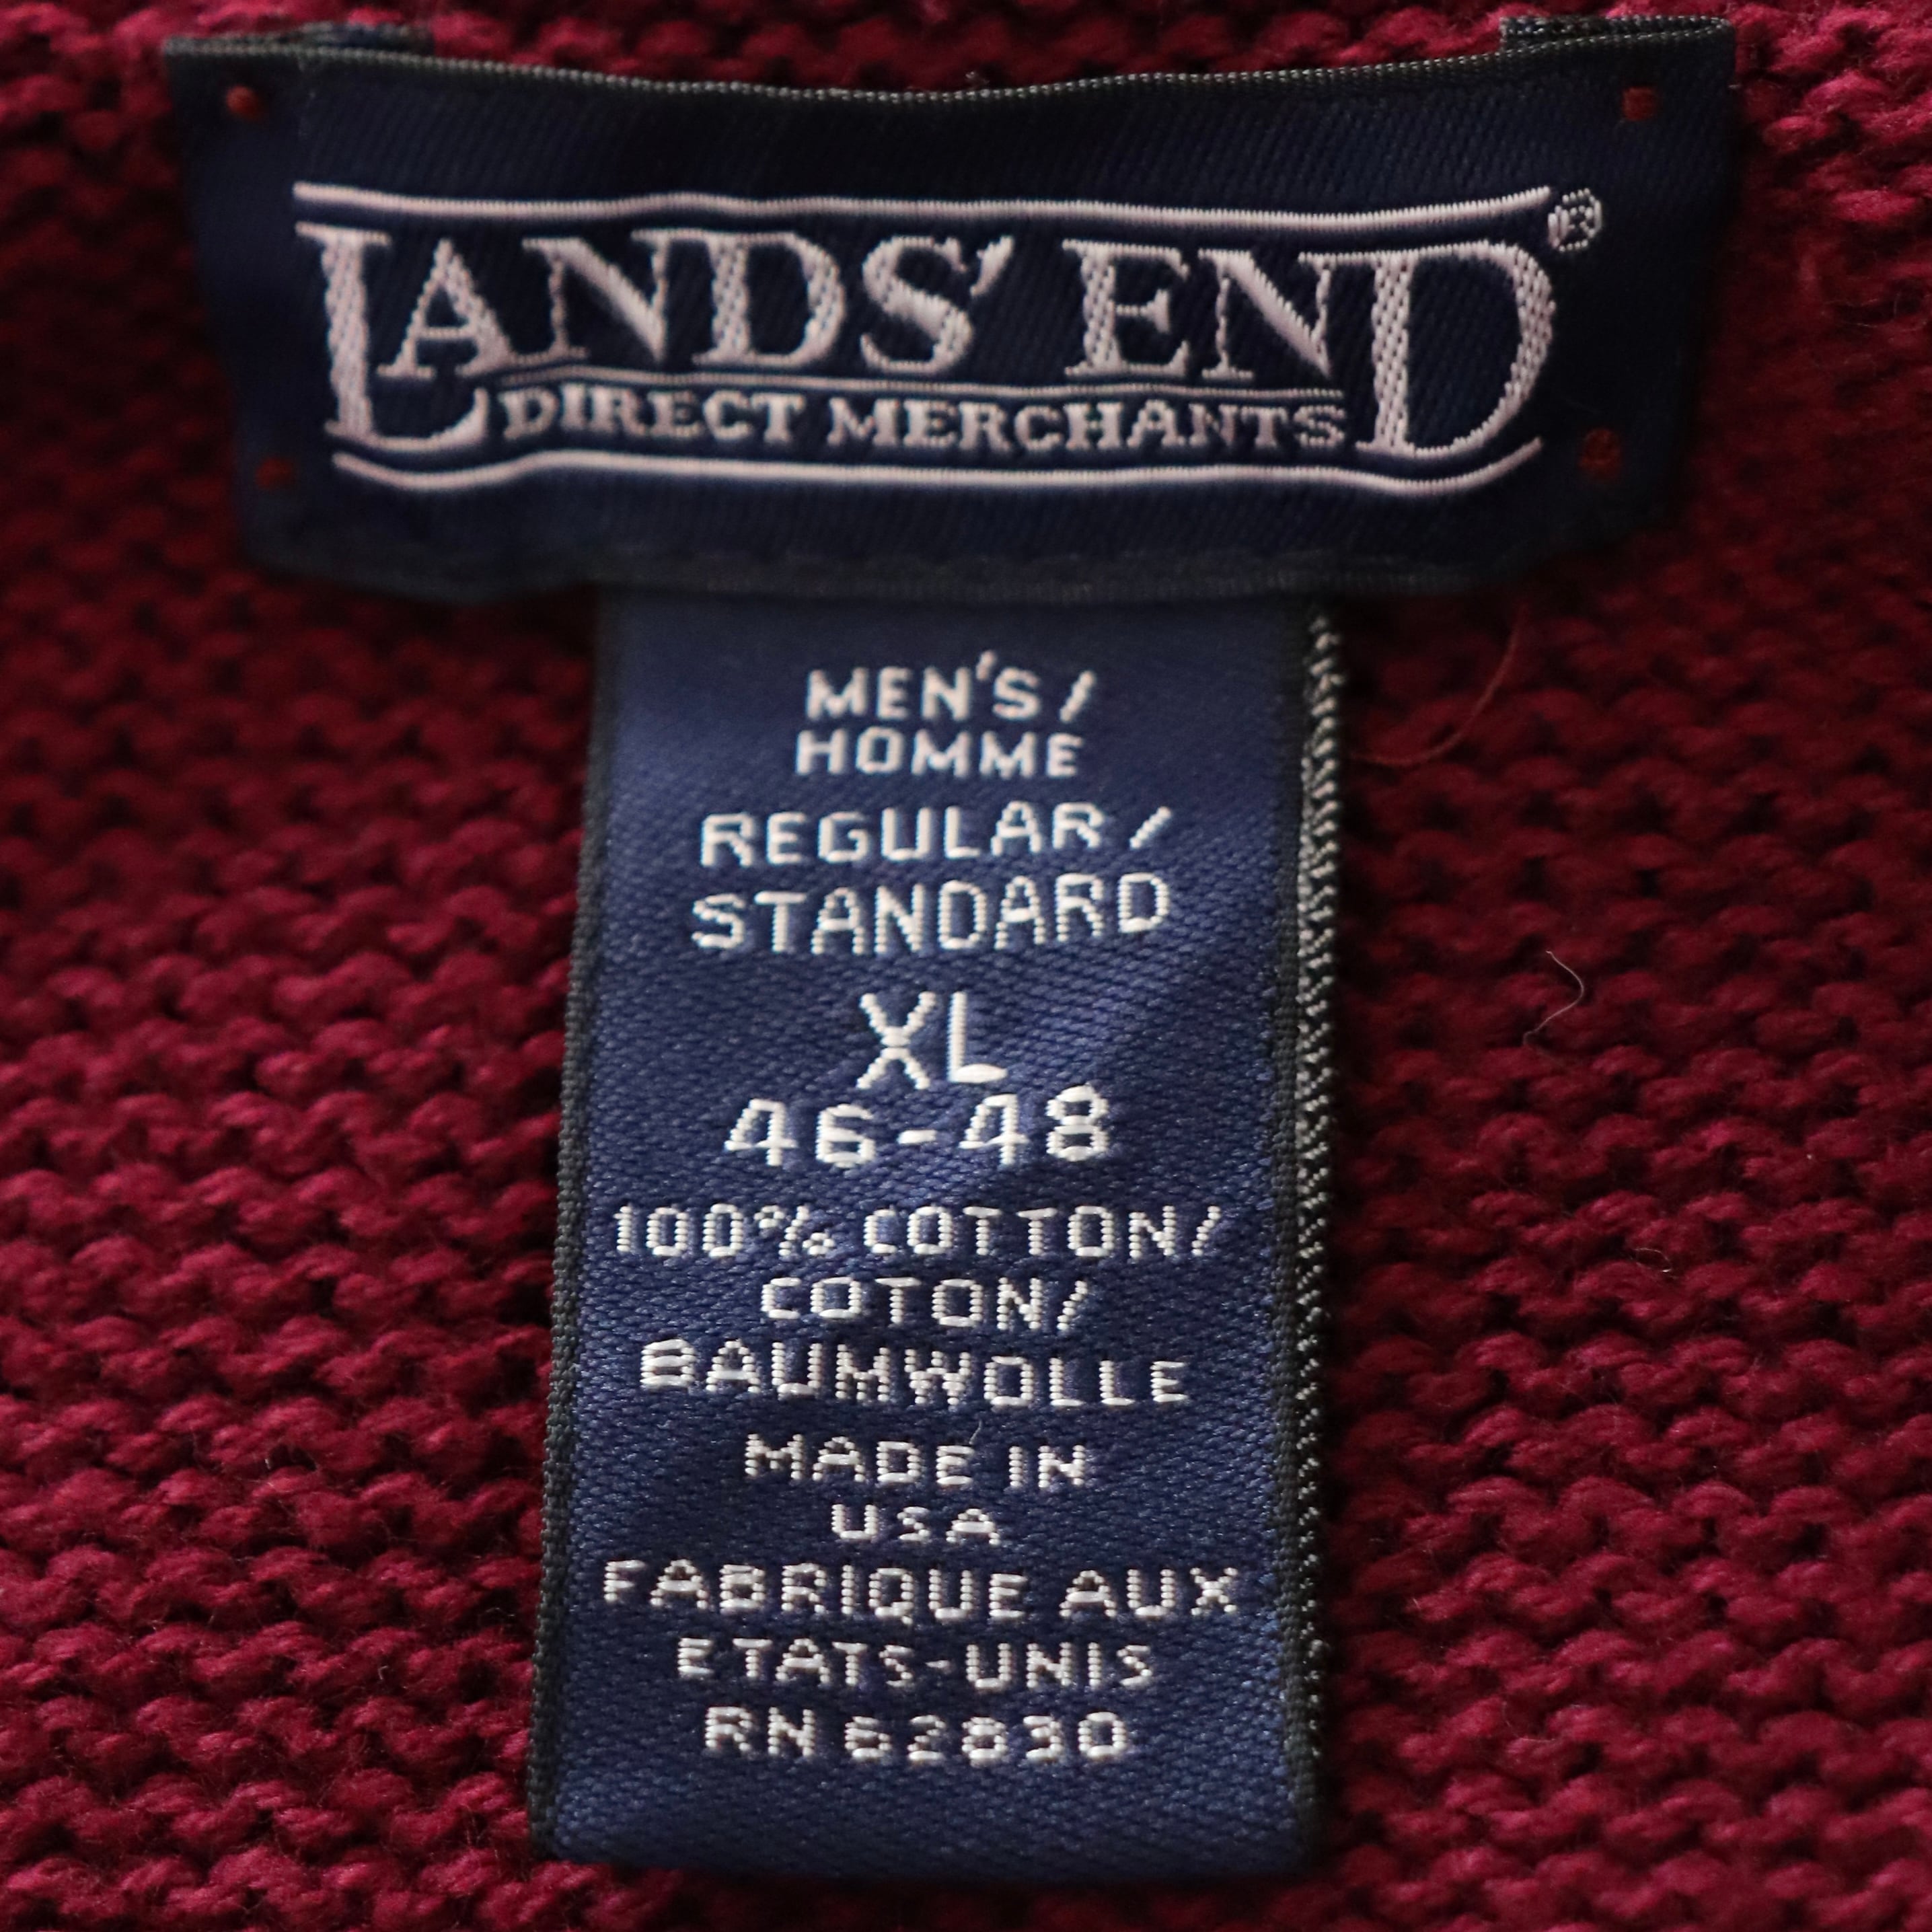 LANDS' END®
DIRECT MERCHANTS
MEN'S/
HOMME
REGULAR/
STANDARD
XL
46-48
100% COTTON/
COTON/
BAUMWOLLE
MADE IN
USA
FABRIQUE AUX
ETATS-UNIS
RN 62830